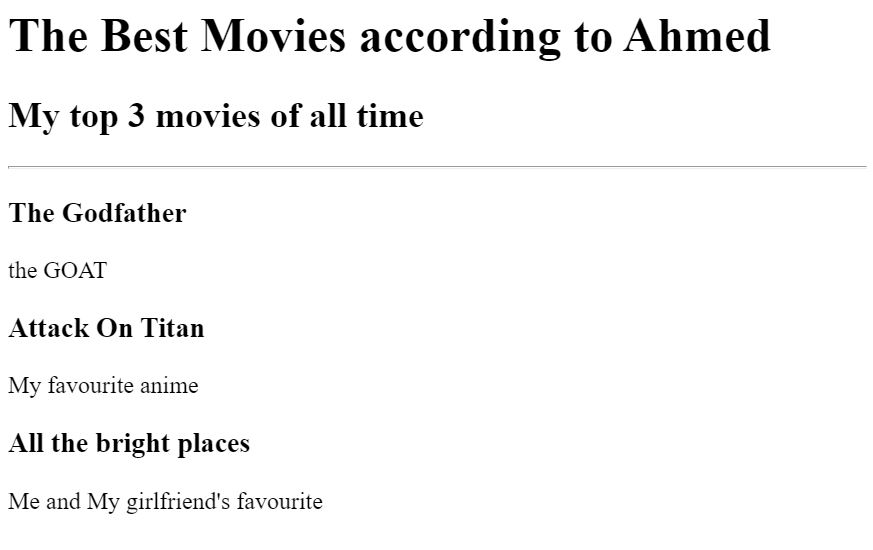 The Best Movies according to Ahmed
My top 3 movies of all time
The Godfather
the GOAT
Attack On Titan
My favourite anime
All the bright places
Me and My girlfriend's favourite